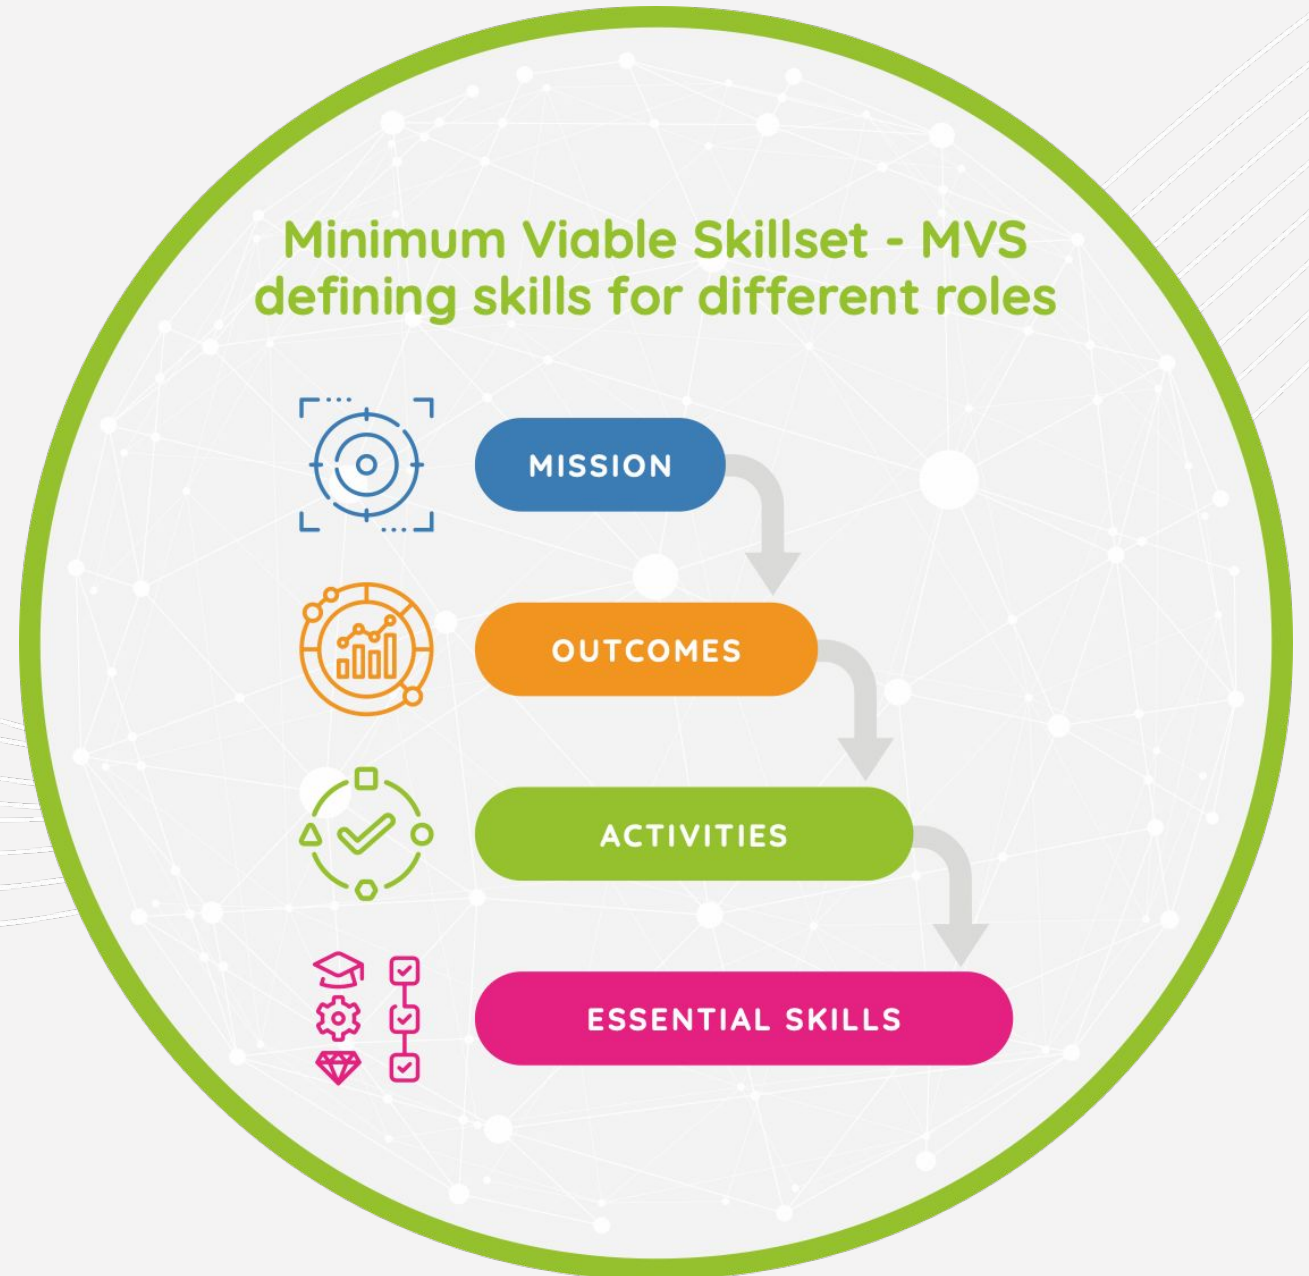 Minimum Viable Skillset - MVS
defining skills for different roles
MISSION
OUTCOMES
ACTIVITIES
ESSENTIAL SKILLS